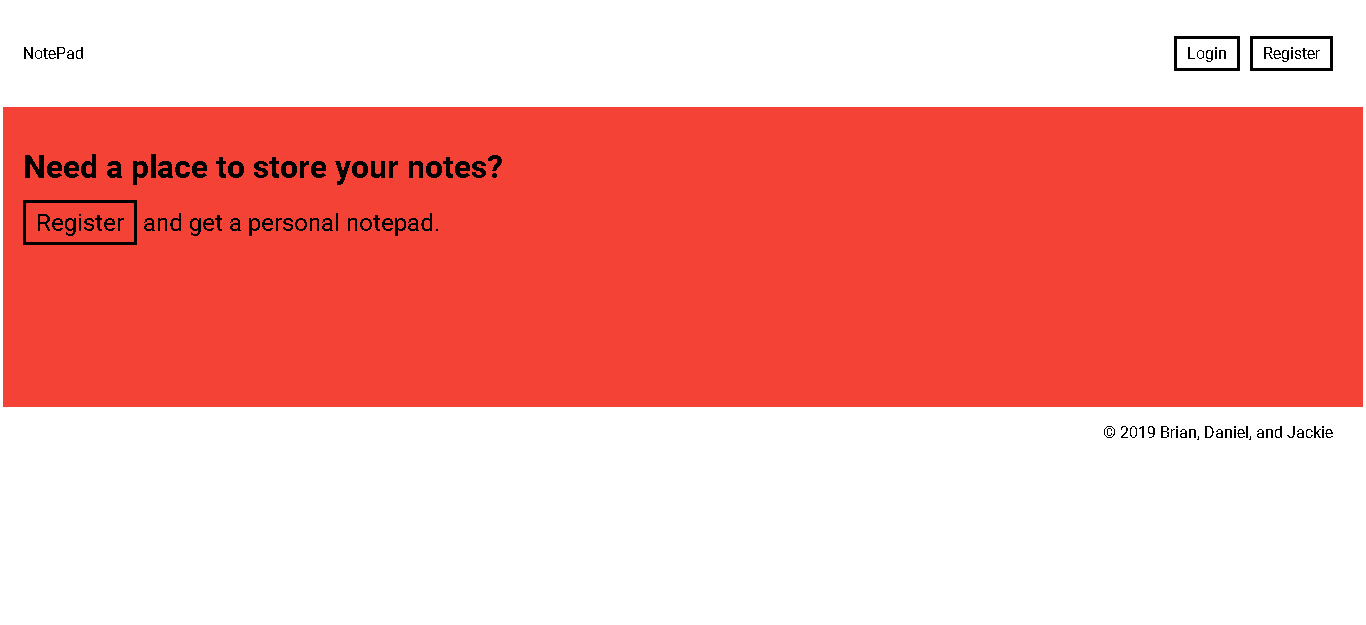 NotePad
Login
Register
Need a place to store your notes?
Register and get a personal notepad.
© 2019 Brian, Daniel, and Jackie